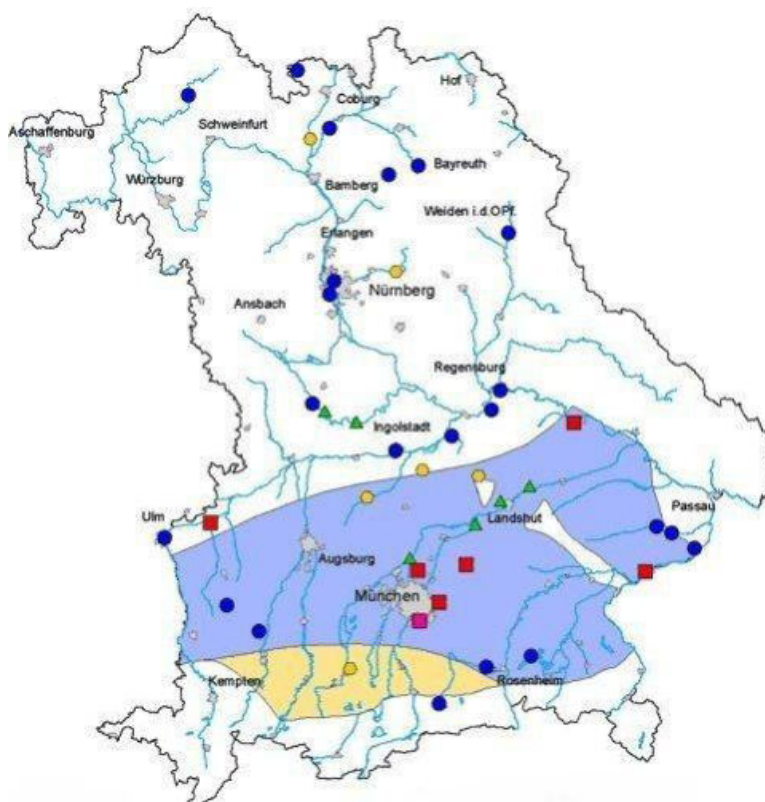 Hof
Coburg
Aschaffenburg
Schweinfurt
Bayreuth
Würzburg
Bamberg
Weiden i.d.OPf.
Erlangen
Nürnberg
Ansbach
Regensburg
Ingolstadt
Passau
Ulm
Landshut
Augsburg
München
Kempten
Rosenheim